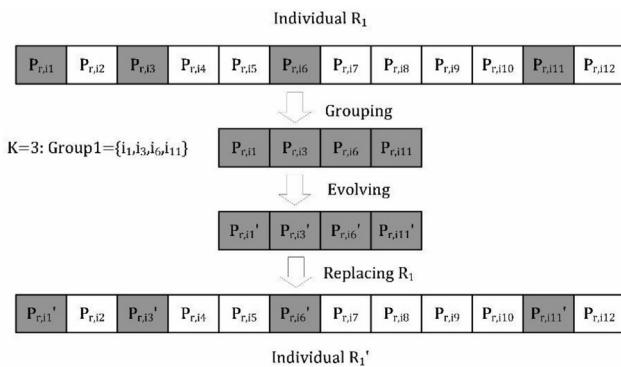 Individual R₁
Pr,i1 Pr,i2 Pr,i3 Pr,i4 Pr,i5 Pr,i6 Pr,i7 Pr,i8 Pr,i9 Pr,i10 Pr,i11 Pr,i12
Grouping
K=3: Group1={i₁,i₃,i₆,i₁₁} Pr,i1 Pr,i3 Pr,i6 Pr,i11
Evolving
Pr,i1' Pr,i3' Pr,i6' Pr,i11'
Replacing R₁
Pr,i1' Pr,i2 Pr,i3' Pr,i4 Pr,i5 Pr,i6' Pr,i7 Pr,i8 Pr,i9 Pr,i10 Pr,i11' Pr,i12
Individual R₁'